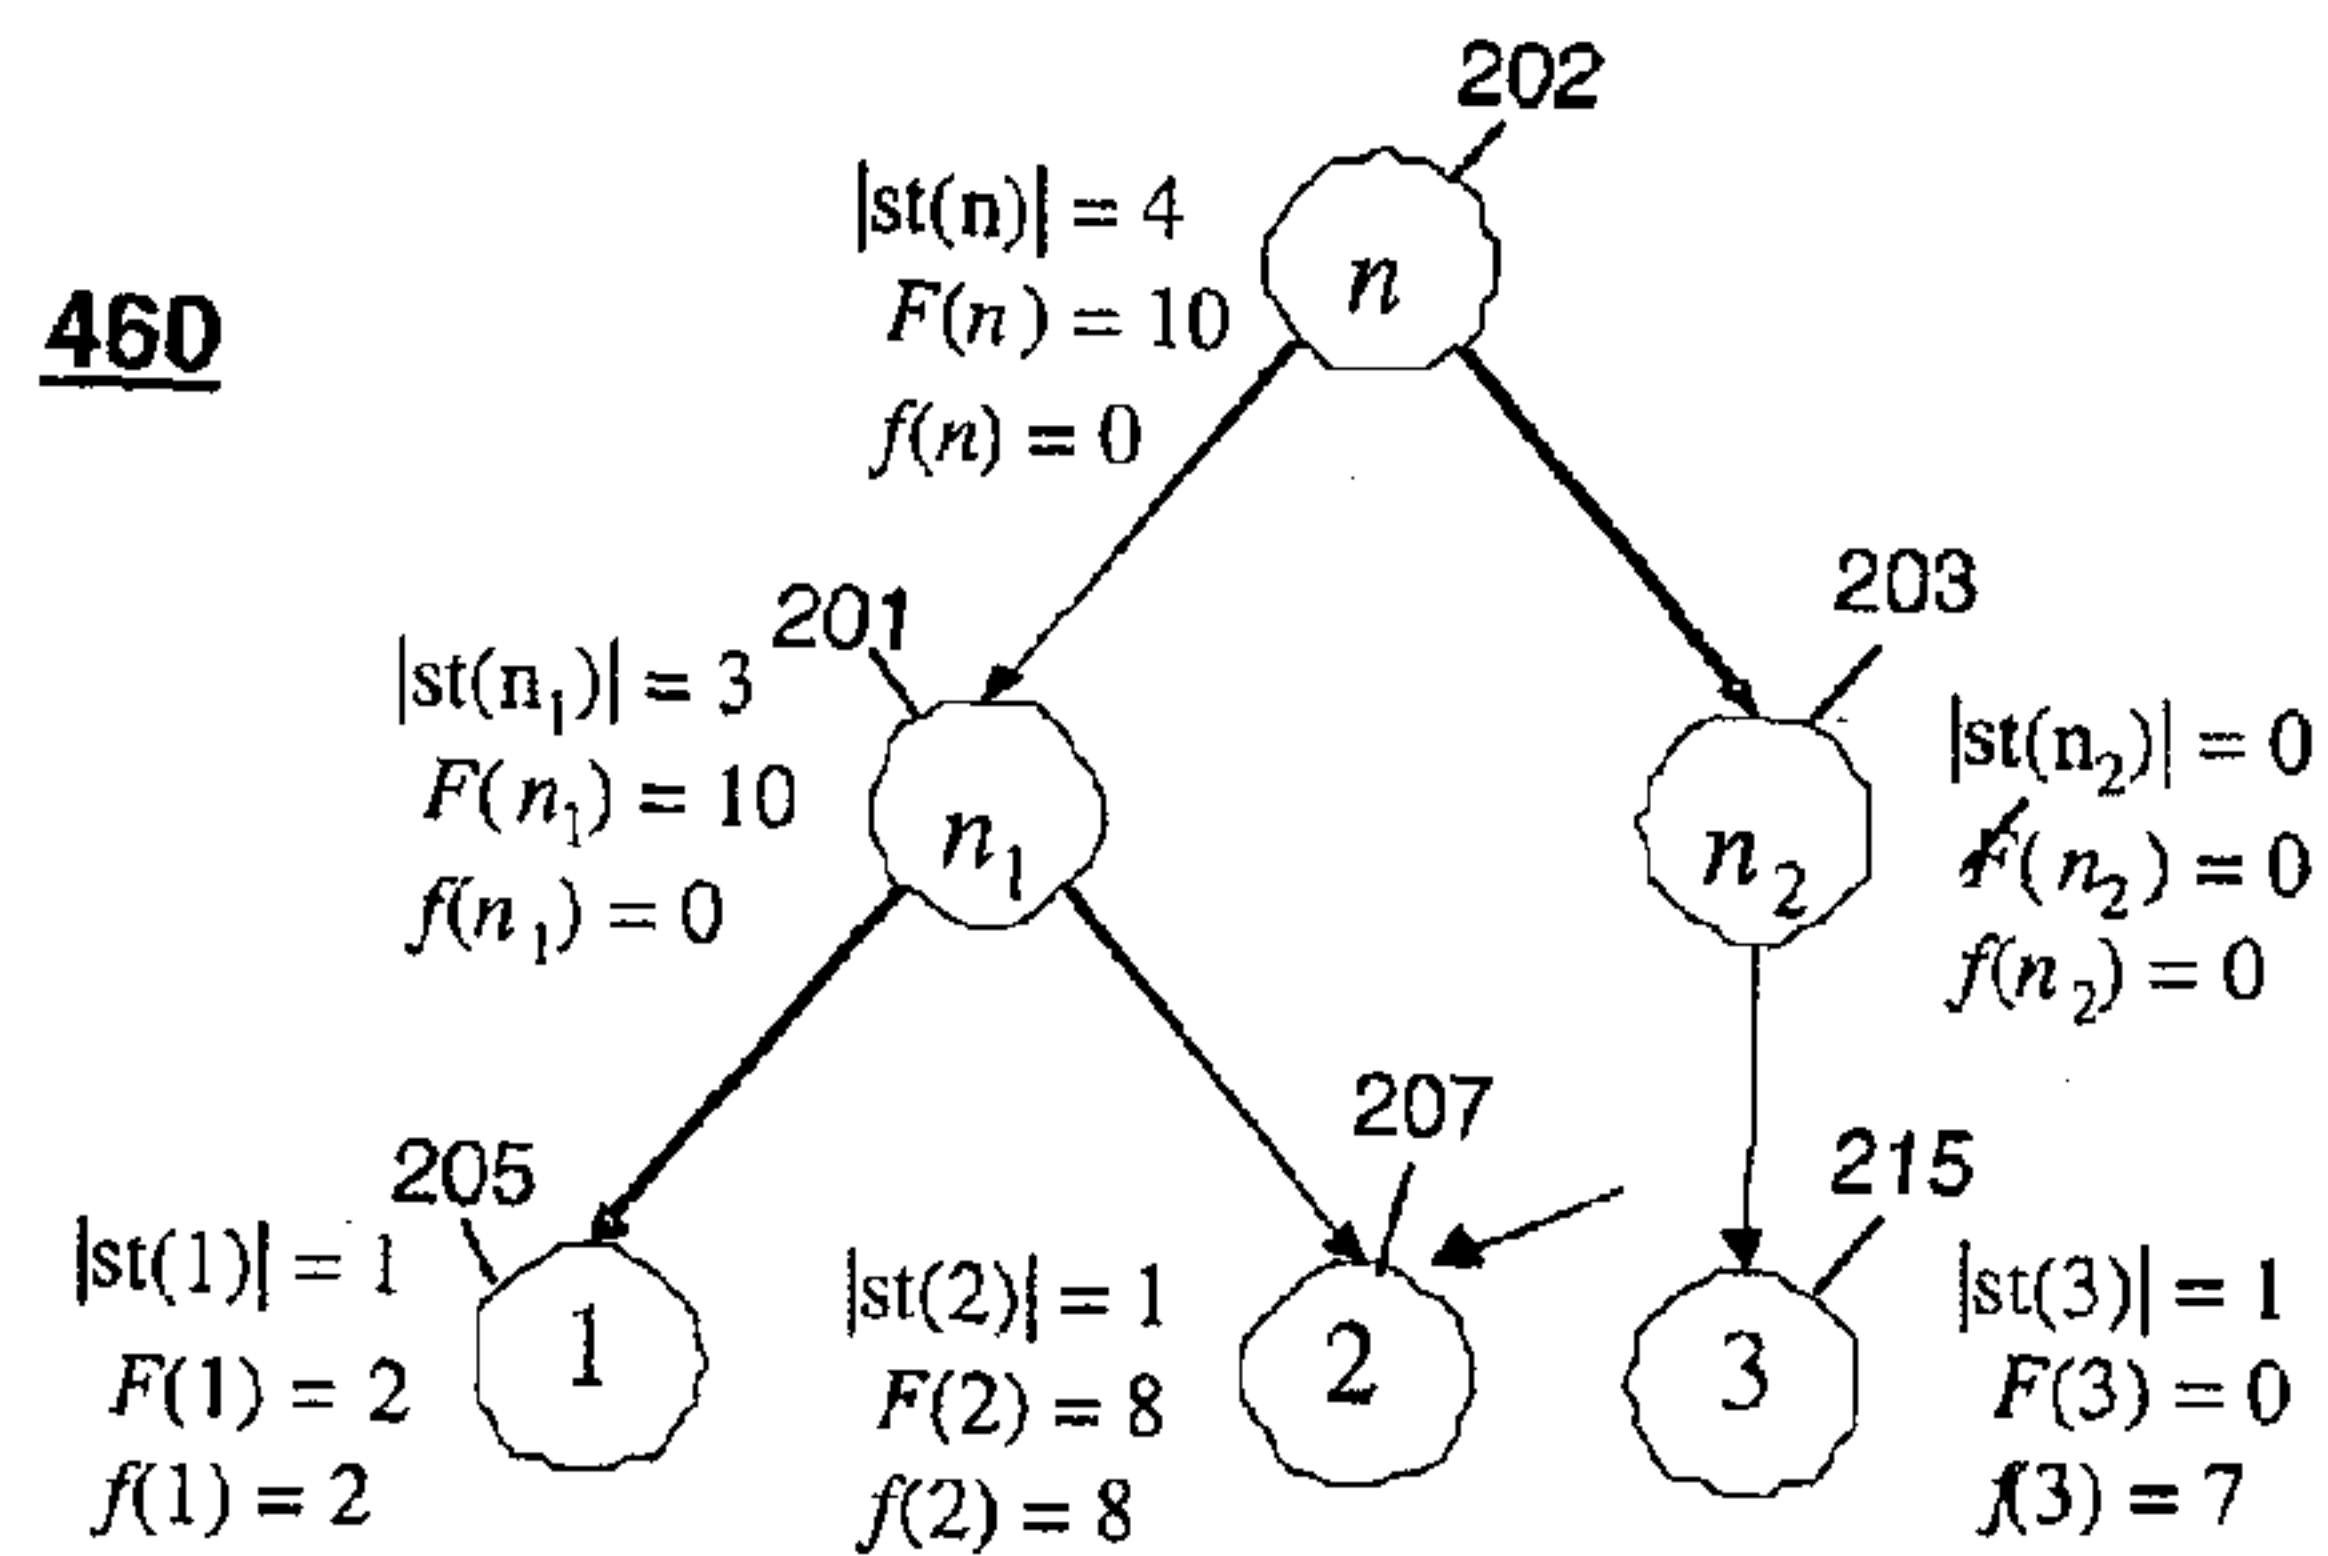 202
|st(n)| = 4
F(n) = 10
f(n) = 0
n
460
201
203
|st(n₁)| = 3
F(n₁) = 10
f(n₁) = 0
n₁
n₂
|st(n₂)| = 0
F(n₂) = 0
f(n₂) = 0
205
207
215
|st(1)| = 1
F(1) = 2
f(1) = 2
1
|st(2)| = 1
F(2) = 8
f(2) = 8
2
3
|st(3)| = 1
F(3) = 0
f(3) = 7